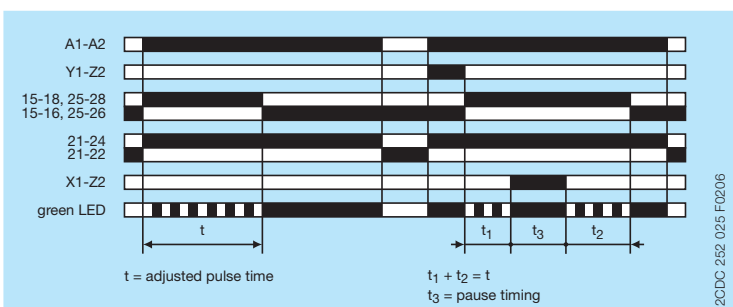 A1-A2
Y1-Z2
15-18, 25-28
15-16, 25-26
21-24
21-22
X1-Z2
green LED
t
t1
t3
t2
t = adjusted pulse time
t1 + t2 = t
t3 = pause timing
2CDC 252 025 F0206